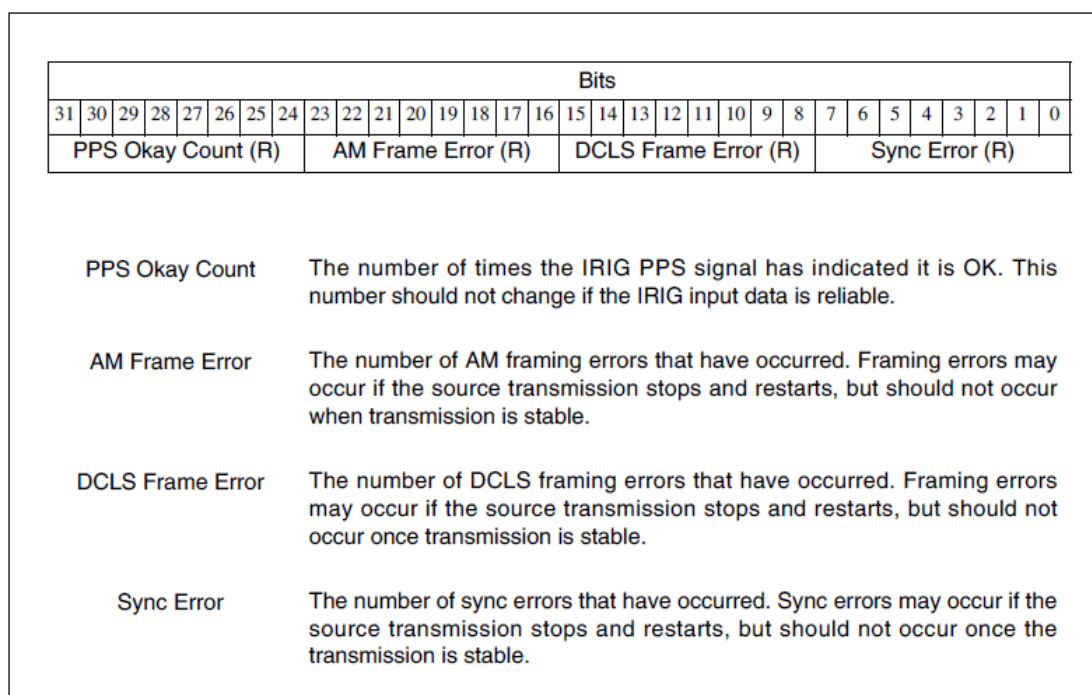 Bits
31 30 29 28 27 26 25 24 23 22 21 20 19 18 17 16 15 14 13 12 11 10 9 8 7 6 5 4 3 2 1 0
PPS Okay Count (R) AM Frame Error (R) DCLS Frame Error (R) Sync Error (R)
PPS Okay Count The number of times the IRIG PPS signal has indicated it is OK. This
number should not change if the IRIG input data is reliable.
AM Frame Error The number of AM framing errors that have occurred. Framing errors may
occur if the source transmission stops and restarts, but should not occur
when transmission is stable.
DCLS Frame Error The number of DCLS framing errors that have occurred. Framing errors
may occur if the source transmission stops and restarts, but should not
occur once transmission is stable.
Sync Error The number of sync errors that have occurred. Sync errors may occur if the
source transmission stops and restarts, but should not occur once the
transmission is stable.